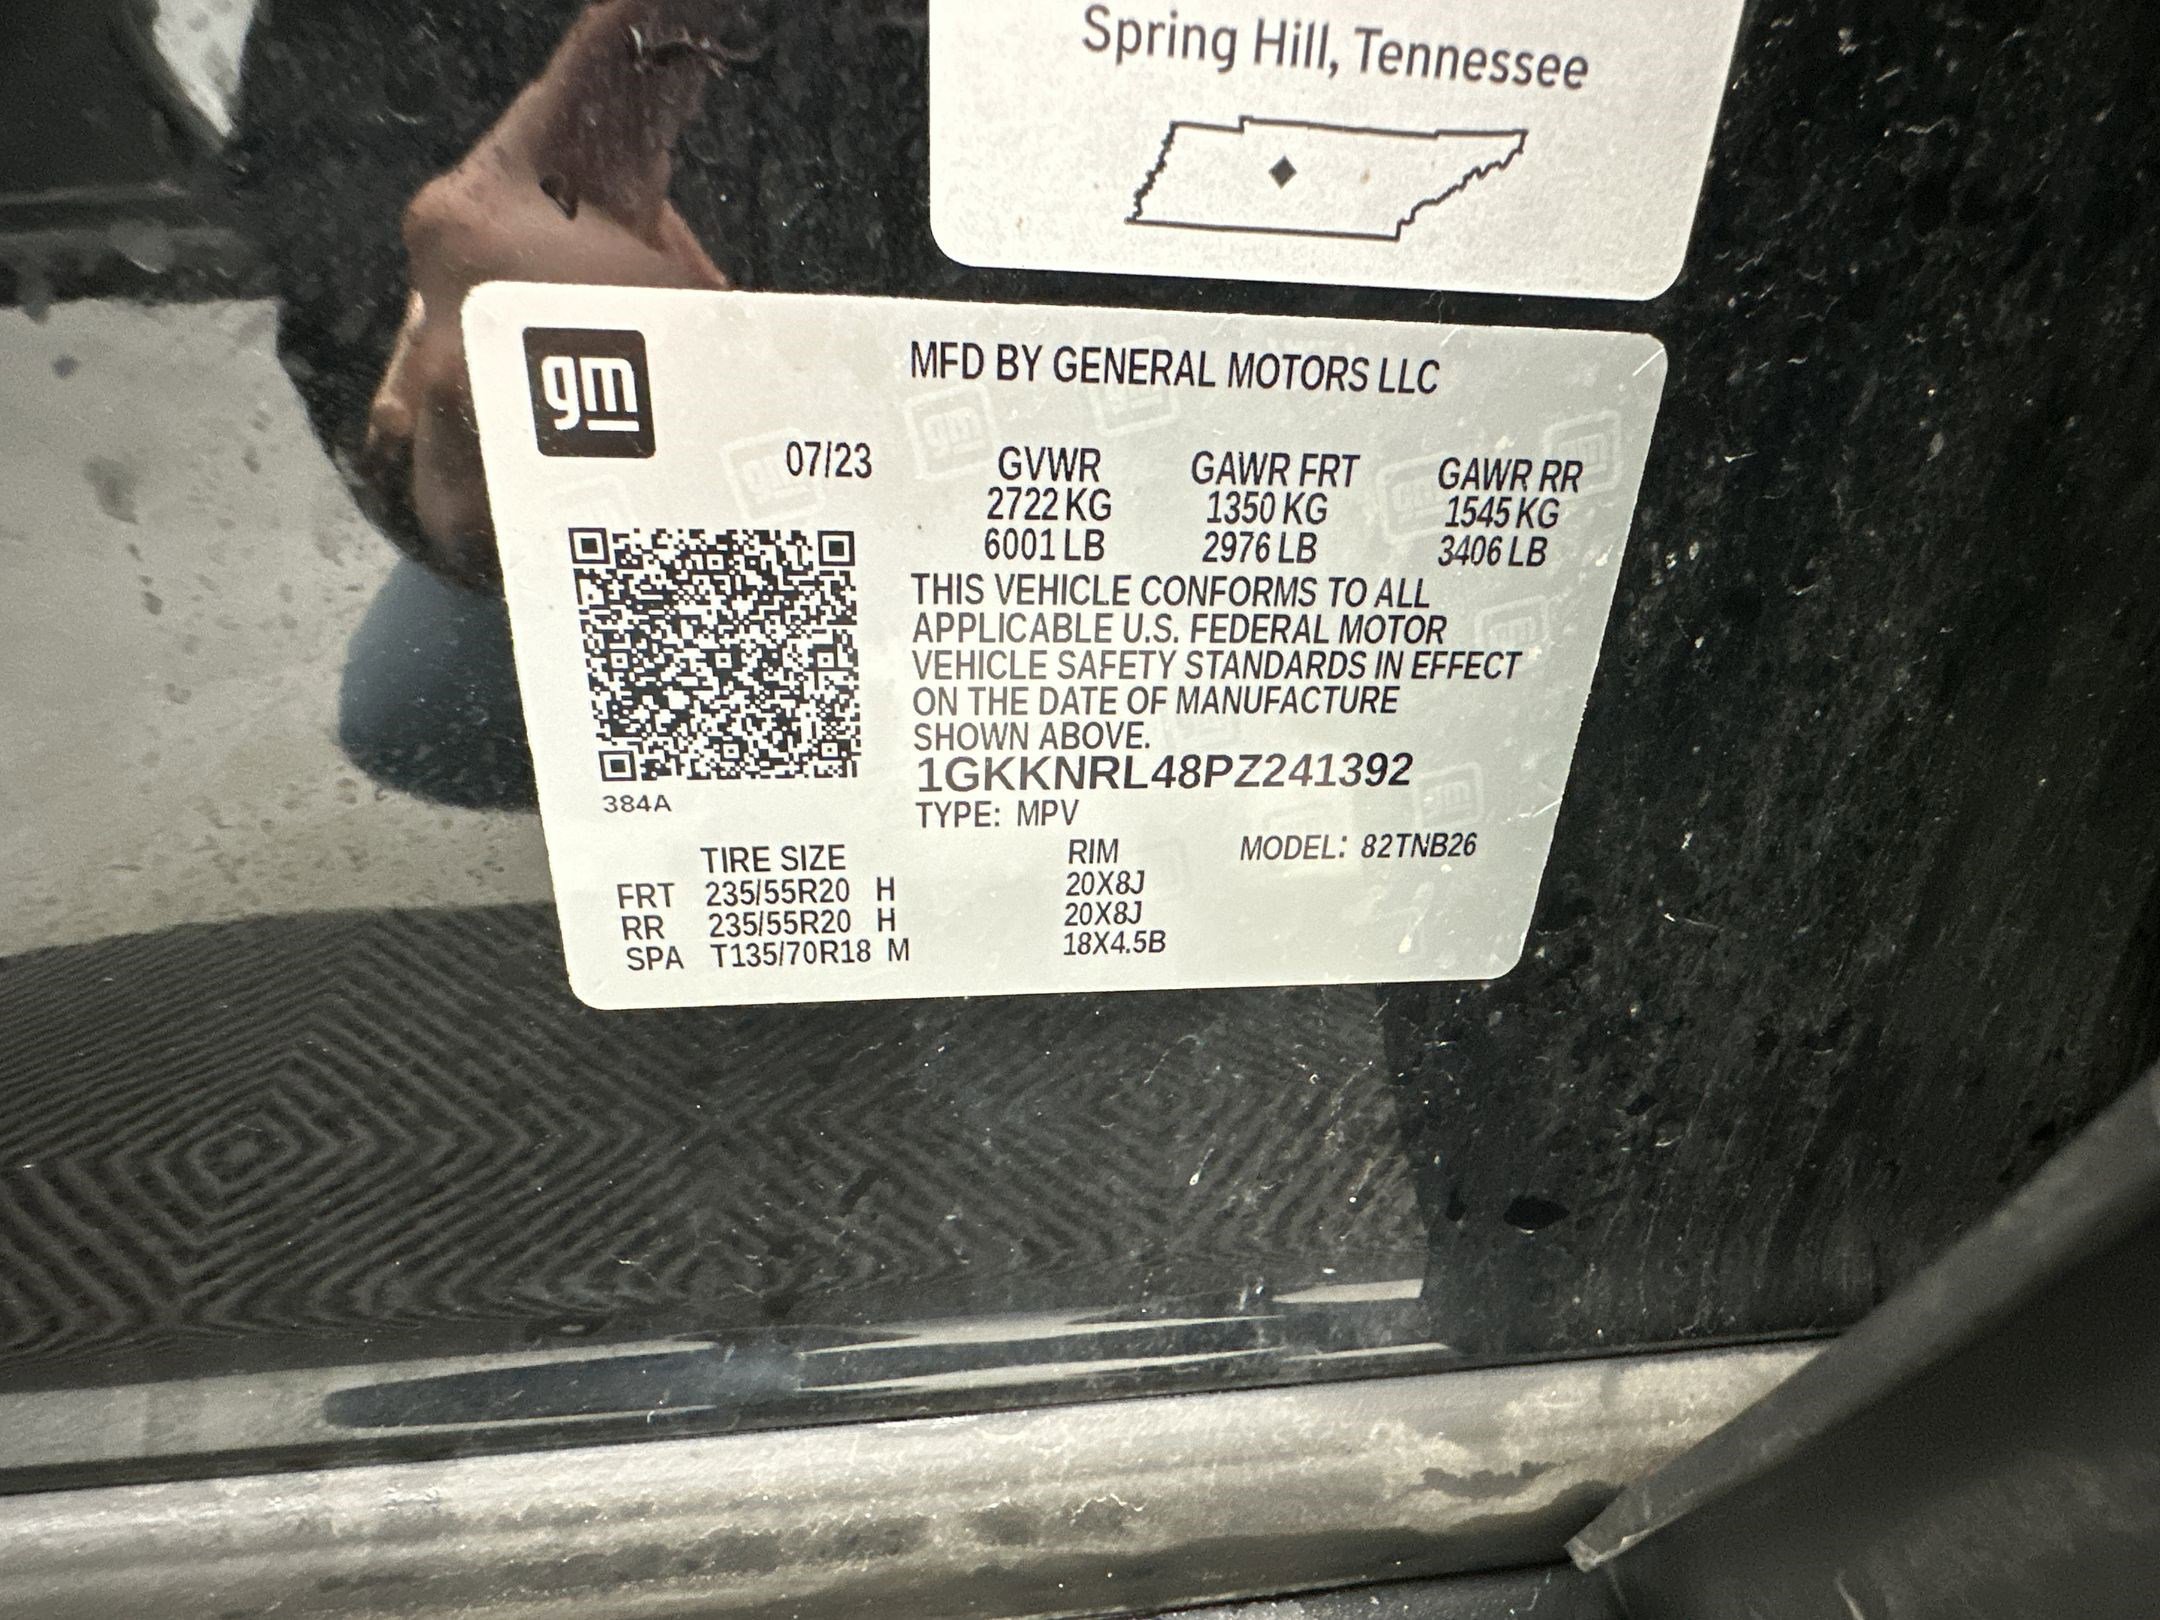 Spring Hill, Tennessee
gm
MFD BY GENERAL MOTORS LLC
07/23 GVWR GAWR FRT GAWR RR
2722 KG 1350 KG 1545 KG
6001 LB 2976 LB 3406 LB
THIS VEHICLE CONFORMS TO ALL
APPLICABLE U.S. FEDERAL MOTOR
VEHICLE SAFETY STANDARDS IN EFFECT
ON THE DATE OF MANUFACTURE
SHOWN ABOVE.
1GKKNRL48PZ241392
384A
TYPE: MPV
TIRE SIZE RIM MODEL: 82TNB26
FRT 235/55R20 H 20X8J
RR 235/55R20 H 20X8J
SPA T135/70R18 M 18X4.5B